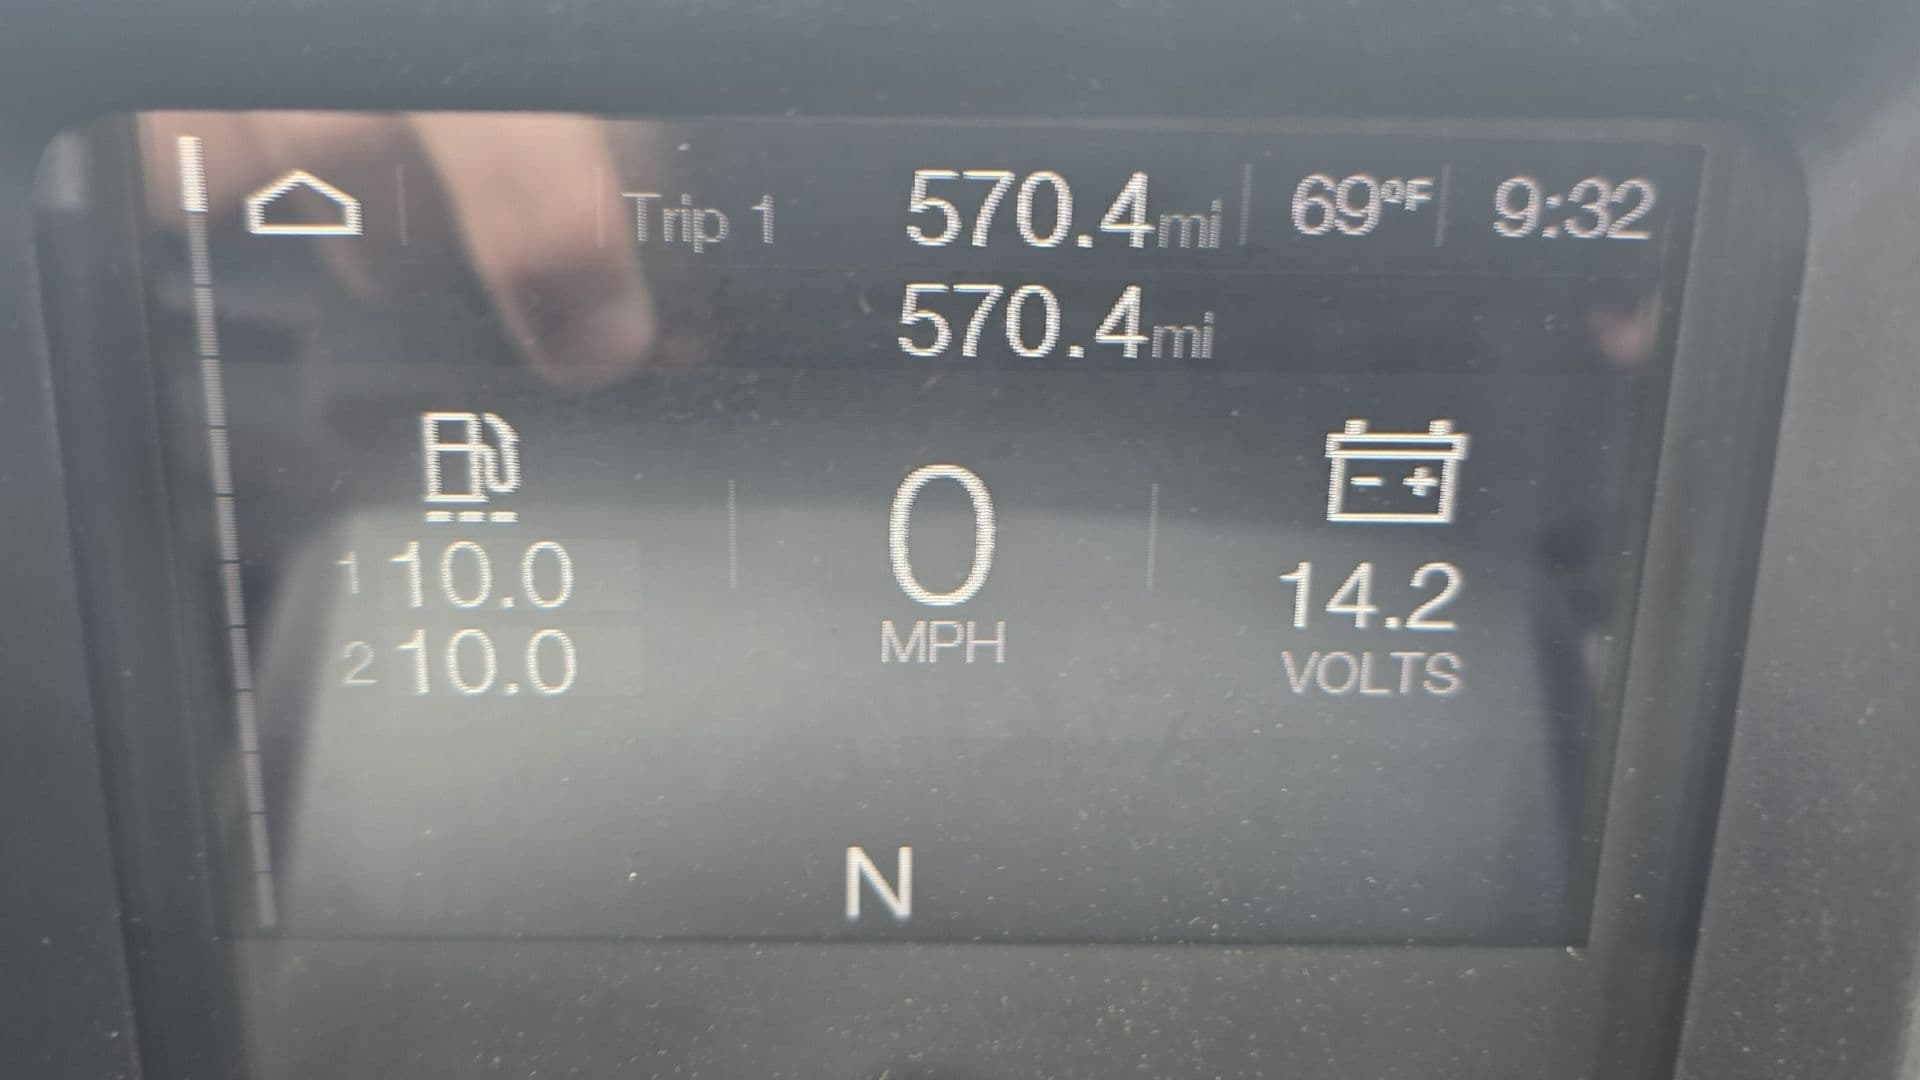 Trip 1 570.4mi 69°F 9:32
570.4mi
1 10.0
2 10.0
0
MPH
- +
14.2
VOLTS
N